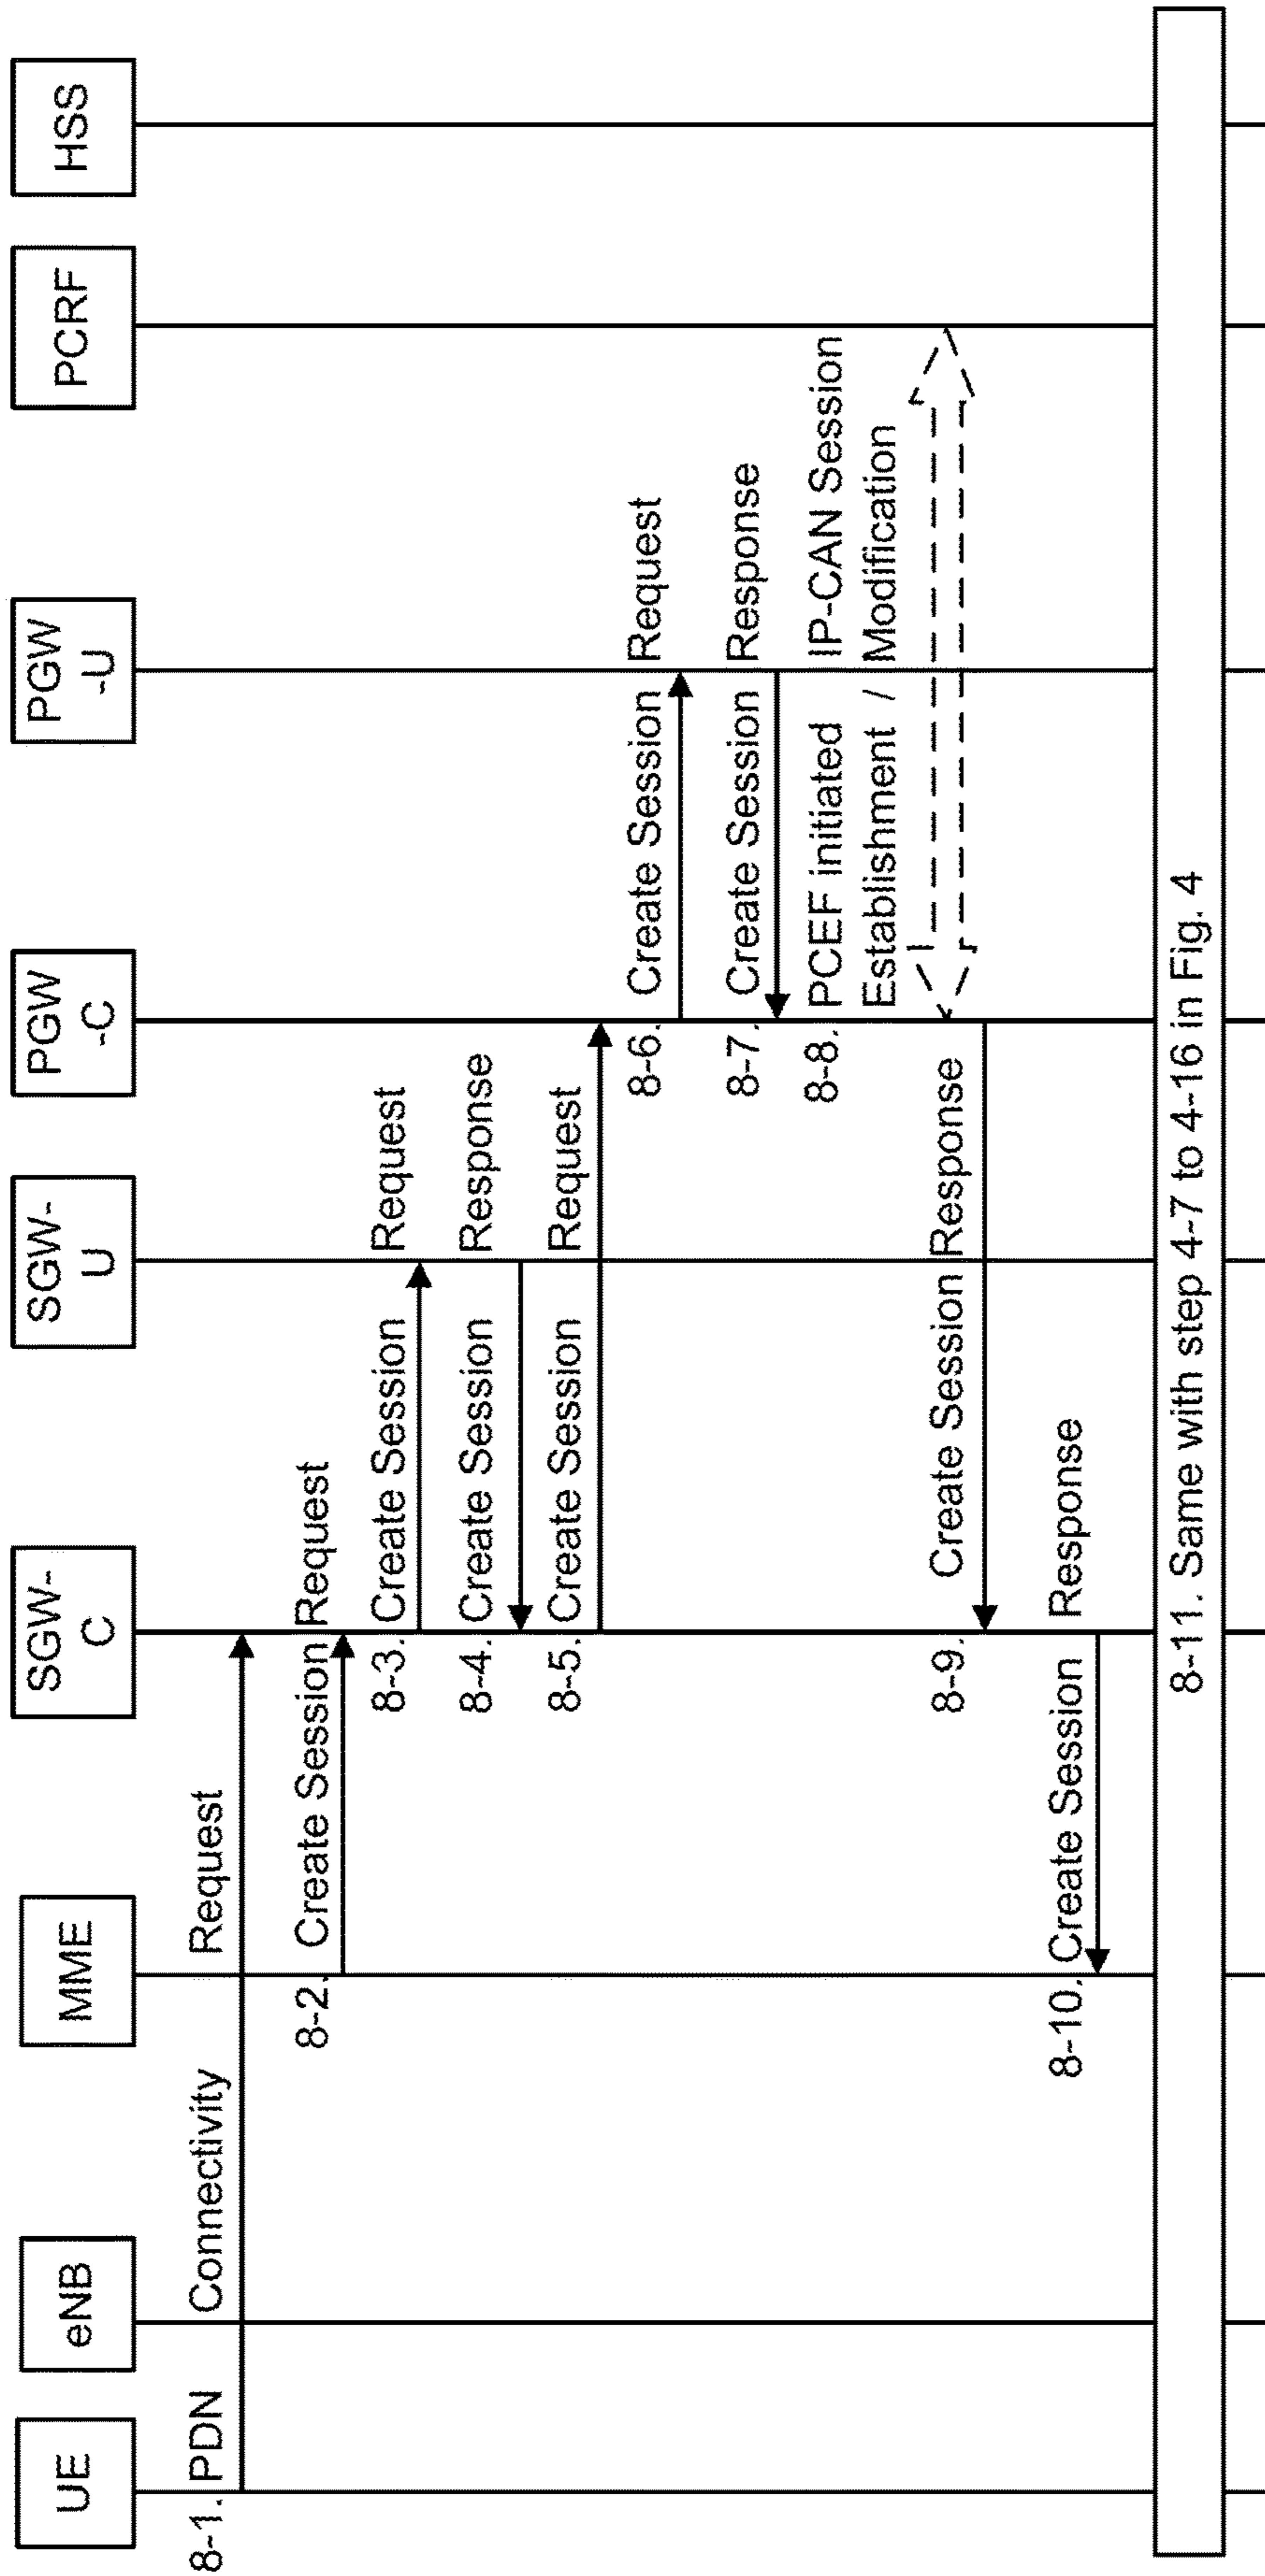 UE
eNB
MME
SGW-
C
SGW-
U
PGW
-C
PGW
-U
PCRF
HSS
8-1. PDN Connectivity Request
8-2. Create Session Request
8-3. Create Session Request
8-4. Create Session Response
8-5. Create Session Request
8-6. Create Session Request
8-7. Create Session Response
8-8. PCEF initiated IP-CAN Session
Establishment / Modification
8-9. Create Session Response
8-10. Create Session Response
8-11. Same with step 4-7 to 4-16 in Fig. 4